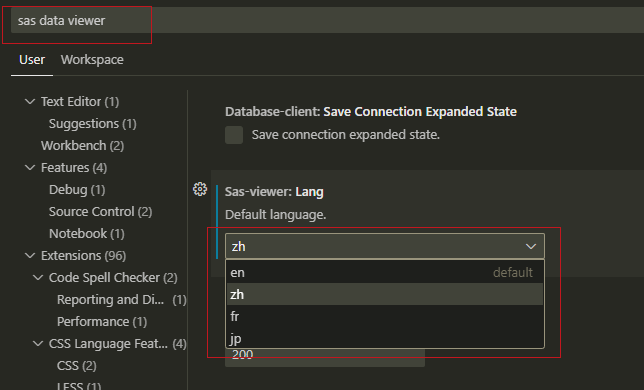 sas data viewer
User Workspace
Text Editor (1)
Suggestions (1)
Workbench (2)
Features (4)
Debug (1)
Source Control (2)
Notebook (1)
Extensions (96)
Code Spell Checker (2)
Reporting and Di... (1)
Performance (1)
CSS Language Feat... (4)
CSS (2)
LESS (1)
Database-client: Save Connection Expanded State
Save connection expanded state.
Sas-viewer: Lang
Default language.
zh
en default
zh
fr
jp
200